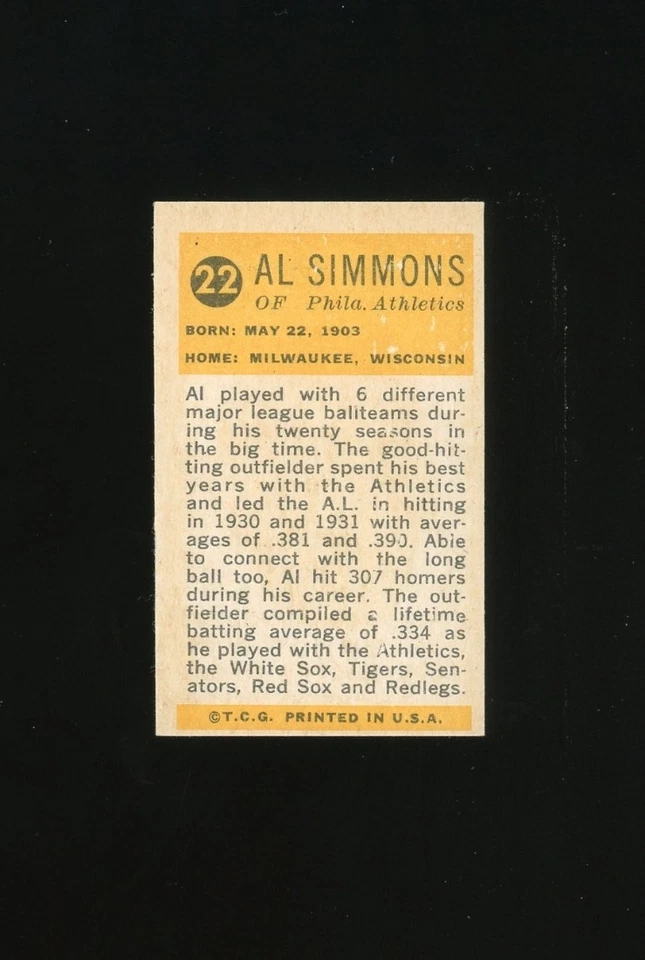 22
AL SIMMONS
OF Phila. Athletics
BORN: MAY 22, 1903
HOME: MILWAUKEE, WISCONSIN
Al played with 6 different
major league ballteams dur-
ing his twenty seasons in
the big time. The good-hit-
ting outfielder spent his best
years with the Athletics
and led the A.L. in hitting
in 1930 and 1931 with aver-
ages of .381 and .390. Able
to connect with the long
ball too, Al hit 307 homers
during his career. The out-
fielder compiled a lifetime
batting average of .334 as
he played with the Athletics,
the White Sox, Tigers, Sen-
ators, Red Sox and Redlegs.
©T.C.G. PRINTED IN U.S.A.